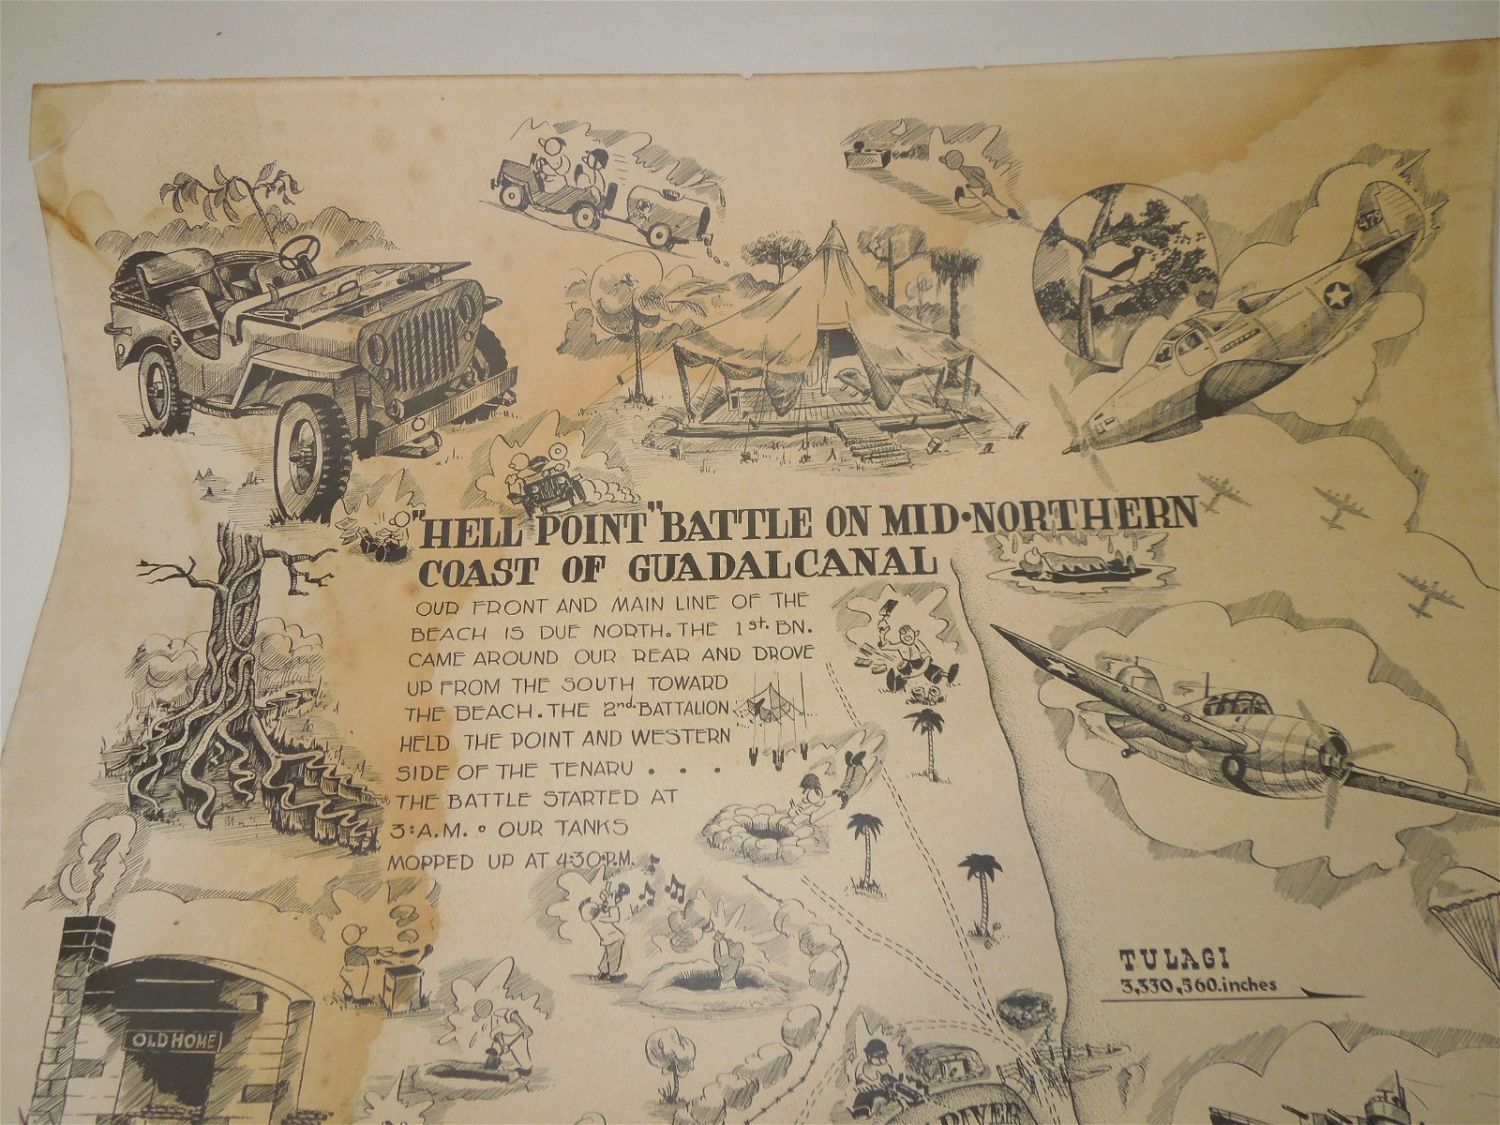 "HELL POINT" BATTLE ON MID-NORTHERN
COAST OF GUADALCANAL
OUR FRONT AND MAIN LINE OF THE
BEACH IS DUE NORTH. THE 1st. BN.
CAME AROUND OUR REAR AND DROVE
UP FROM THE SOUTH TOWARD
THE BEACH. THE 2nd. BATTALION
HELD THE POINT AND WESTERN
SIDE OF THE TENARU . . .
THE BATTLE STARTED AT
3:A.M. ° OUR TANKS
MOPPED UP AT 4:30P.M.
TULAGI
3,330,360.inches
OLD HOME
RIVER